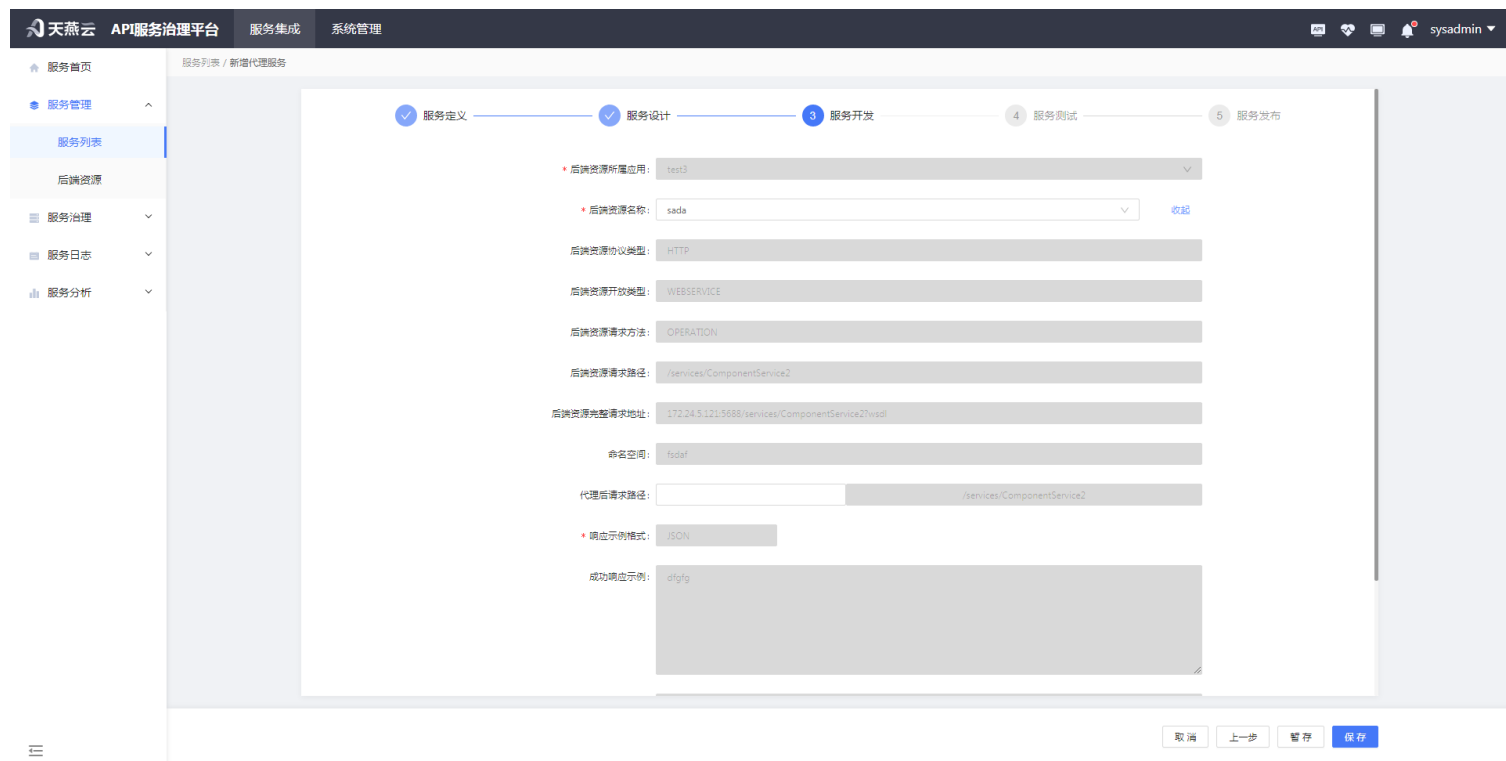 天燕云 API服务治理平台 服务集成 系统管理 API sysadmin
服务首页
服务管理
服务列表
后端资源
服务治理
服务日志
服务分析
服务列表 / 新增代理服务
服务定义 服务设计 3 服务开发 4 服务测试 5 服务发布
* 后端资源所属应用: test3
* 后端资源名称: sada 收起
后端资源协议类型: HTTP
后端资源开放类型: WEBSERVICE
后端资源请求方法: OPERATION
后端资源请求路径: /services/ComponentService2
后端资源完整请求地址: 172.24.5.121:5688/services/ComponentService2?wsdl
命名空间: fsdaf
代理后请求路径: /services/ComponentService2
* 响应示例格式: JSON
成功响应示例: dfgfg
取消 上一步 暂存 保存